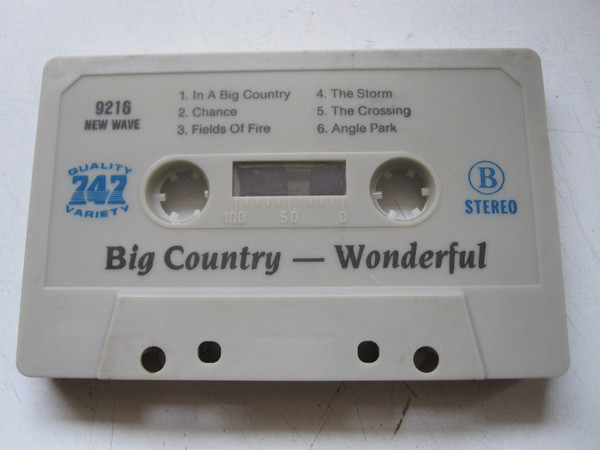 9216
NEW WAVE
1. In A Big Country
2. Chance
3. Fields Of Fire
4. The Storm
5. The Crossing
6. Angle Park
QUALITY
747
VARIETY
100 50 0
B
STEREO
Big Country — Wonderful